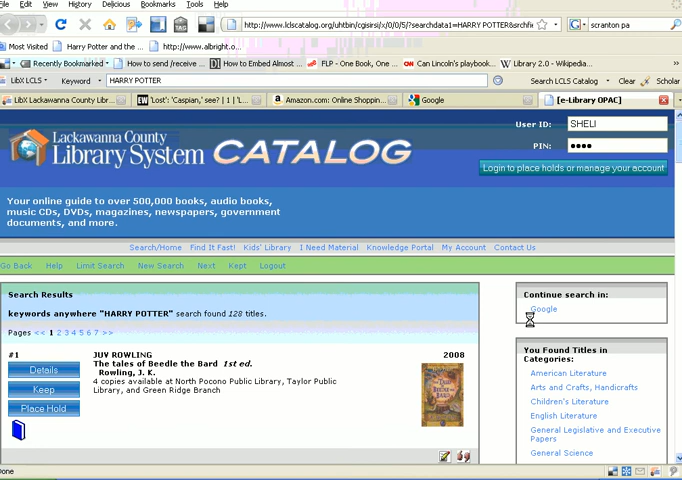 File Edit View History Delicious Bookmarks Tools Help
http://www.lclscatalog.org/uhtbin/cgisirsi/x/0/0/5/?searchdata1=HARRY POTTER&srchfie scranton pa
Most Visited Harry Potter and the ... http://www.albright.o...
Recently Bookmarked How to send /receive ... How to Embed Almost ... FLP - One Book, One ... Can Lincoln's playbook... Library 2.0 - Wikipedia...
LibX LCLS Keyword HARRY POTTER Search LCLS Catalog Clear Scholar
LibX Lackawanna County Libr... 'Lost': 'Caspian,' see? | 1 | 'L... Amazon.com: Online Shoppin... Google [e-Library OPAC]
Lackawanna County
Library System CATALOG
User ID: SHELI
PIN:
Login to place holds or manage your account
Your online guide to over 500,000 books, audio books,
music CDs, DVDs, magazines, newspapers, government
documents, and more.
Search/Home Find It Fast! Kids' Library I Need Material Knowledge Portal My Account Contact Us
Go Back Help Limit Search New Search Next Kept Logout
Search Results
keywords anywhere "HARRY POTTER" search found 128 titles.
Pages << 1 2 3 4 5 6 7 >>
#1 JUV ROWLING 2008
Details
Keep
Place Hold
The tales of Beedle the Bard 1st ed.
Rowling, J. K.
4 copies available at North Pocono Public Library, Taylor Public
Library, and Green Ridge Branch
Continue search in:
Google
You Found Titles in
Categories:
American Literature
Arts and Crafts, Handicrafts
Children's Literature
English Literature
General Legislative and Executive
Papers
General Science
Done